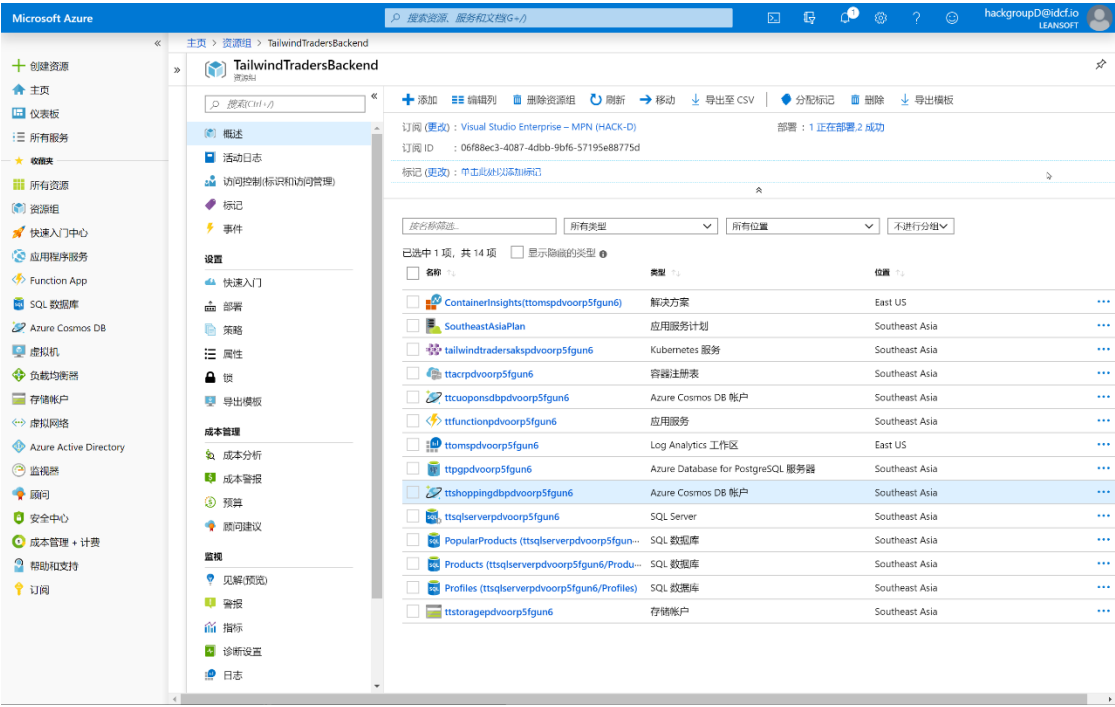 Microsoft Azure
搜索资源、服务和文档(G+/)
1
hackgroupD@idcf.io
LEANSOFT
主页 > 资源组 > TailwindTradersBackend
创建资源
主页
仪表板
所有服务
收藏夹
所有资源
资源组
快速入门中心
应用程序服务
Function App
SQL 数据库
Azure Cosmos DB
虚拟机
负载均衡器
存储帐户
虚拟网络
Azure Active Directory
监视器
顾问
安全中心
成本管理 + 计费
帮助和支持
订阅
TailwindTradersBackend
资源组
搜索(Ctrl+/)
概述
活动日志
访问控制(标识和访问管理)
标记
事件
设置
快速入门
部署
策略
属性
锁
导出模板
成本管理
成本分析
成本警报
预算
顾问建议
监视
见解(预览)
警报
指标
诊断设置
日志
添加 编辑列 删除资源组 刷新 移动 导出至 CSV 分配标记 删除 导出模板
订阅 (更改) : Visual Studio Enterprise – MPN (HACK-D) 部署 : 1 正在部署,2 成功
订阅 ID : 06f88ec3-4087-4dbb-9bf6-57195e88775d
标记 (更改) : 单击此处以添加标记
按名称筛选... 所有类型 所有位置 不进行分组
已选中 1 项, 共 14 项 显示隐藏的类型
名称 类型 位置
ContainerInsights(ttomspdvoorp5fgun6) 解决方案 East US
SoutheastAsiaPlan 应用服务计划 Southeast Asia
tailwindtradersakspdvoorp5fgun6 Kubernetes 服务 Southeast Asia
ttacrpdvoorp5fgun6 容器注册表 Southeast Asia
ttcuoponsdbpdvoorp5fgun6 Azure Cosmos DB 帐户 Southeast Asia
ttfunctionpdvoorp5fgun6 应用服务 Southeast Asia
ttomspdvoorp5fgun6 Log Analytics 工作区 East US
ttpgpdvoorp5fgun6 Azure Database for PostgreSQL 服务器 Southeast Asia
ttshoppingdbpdvoorp5fgun6 Azure Cosmos DB 帐户 Southeast Asia
ttsqlserverpdvoorp5fgun6 SQL Server Southeast Asia
PopularProducts (ttsqlserverpdvoorp5fgun··· SQL 数据库 Southeast Asia
Products (ttsqlserverpdvoorp5fgun6/Produ··· SQL 数据库 Southeast Asia
Profiles (ttsqlserverpdvoorp5fgun6/Profiles) SQL 数据库 Southeast Asia
ttstoragepdvoorp5fgun6 存储帐户 Southeast Asia